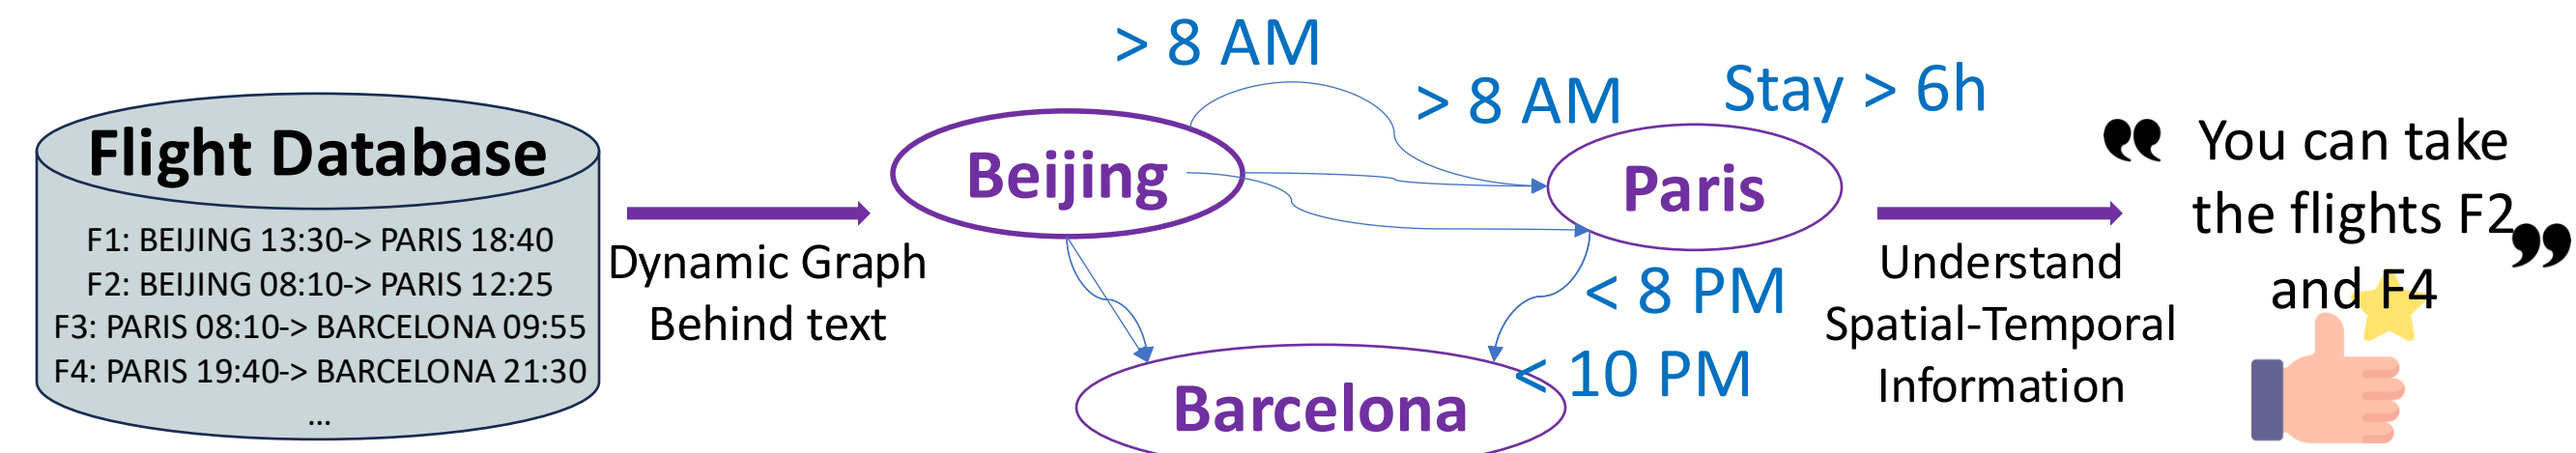 Flight Database
F1: BEIJING 13:30-> PARIS 18:40
F2: BEIJING 08:10-> PARIS 12:25
F3: PARIS 08:10-> BARCELONA 09:55
F4: PARIS 19:40-> BARCELONA 21:30
...
Dynamic Graph
Behind text
> 8 AM
> 8 AM
Stay > 6h
Beijing
Paris
< 8 PM
< 10 PM
Barcelona
Understand
Spatial-Temporal
Information
“ You can take
the flights F2
and F4 ”